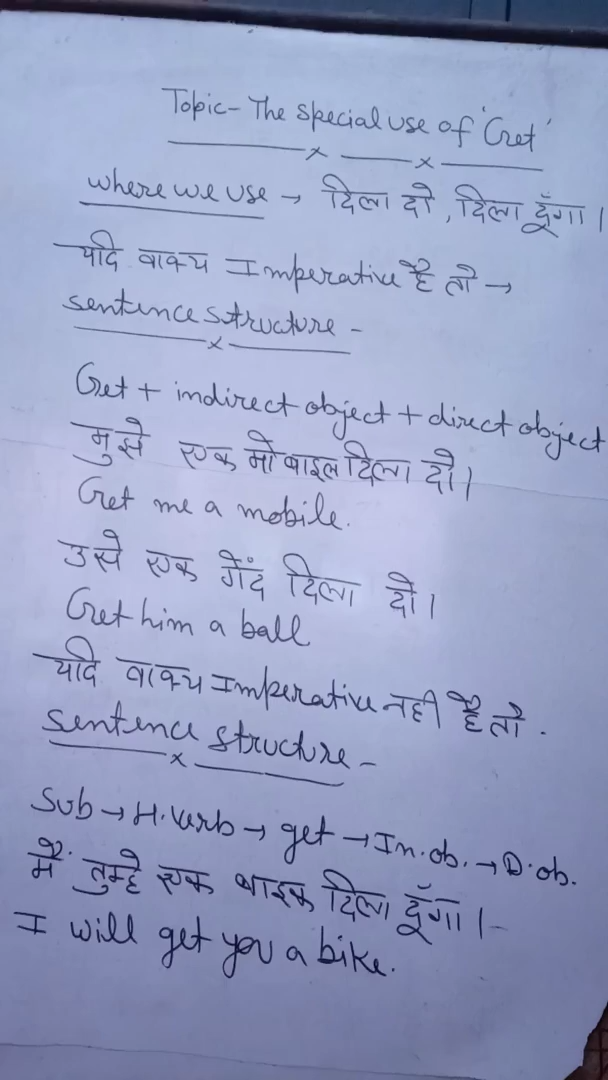 Topic- The special use of 'Get'
where we use → दिला दो, दिला दूँगा।
यदि वाक्य Imperative है तो →
sentence structure -
Get + indirect object + direct object
मुझे एक मोबाइल दिला दो।
Get me a mobile.
उसे एक गेंद दिला दो।
Get him a ball
यदि वाक्य Imperative नही है तो.
sentence structure -
Sub → H. Verb → get → In. ob. → D. ob.
मैं तुम्हे एक बाइक दिला दूँगा।-
I will get you a bike.